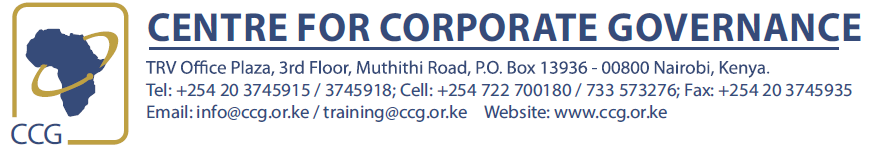 CENTRE FOR CORPORATE GOVERNANCE
TRV Office Plaza, 3rd Floor, Muthithi Road, P.O. Box 13936 - 00800 Nairobi, Kenya.
Tel: +254 20 3745915 / 3745918; Cell: +254 722 700180 / 733 573276; Fax: +254 20 3745935
Email: info@ccg.or.ke / training@ccg.or.ke Website: www.ccg.or.ke
CCG